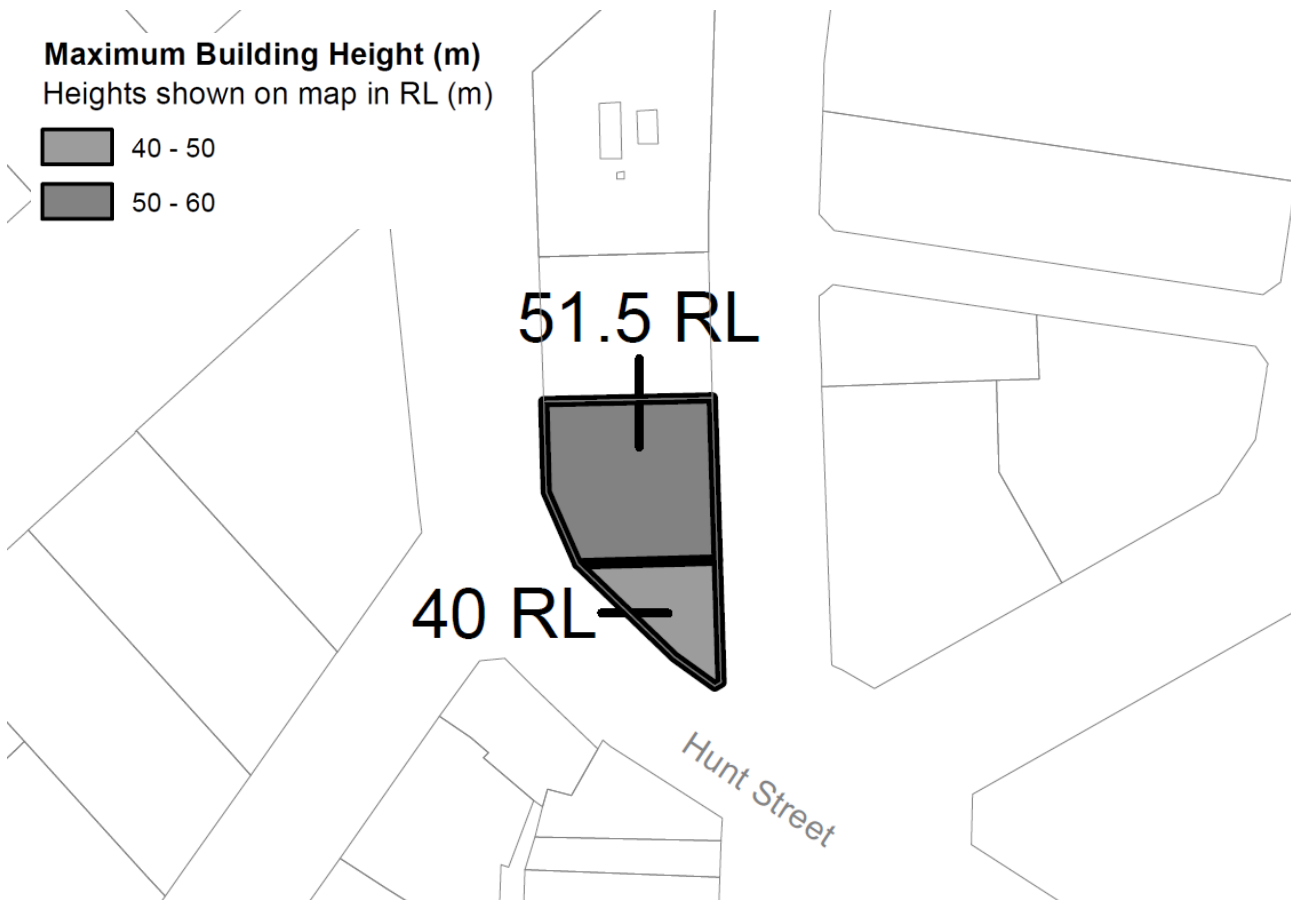 Maximum Building Height (m)
Heights shown on map in RL (m)
40 - 50
50 - 60
51.5 RL
40 RL
Hunt Street